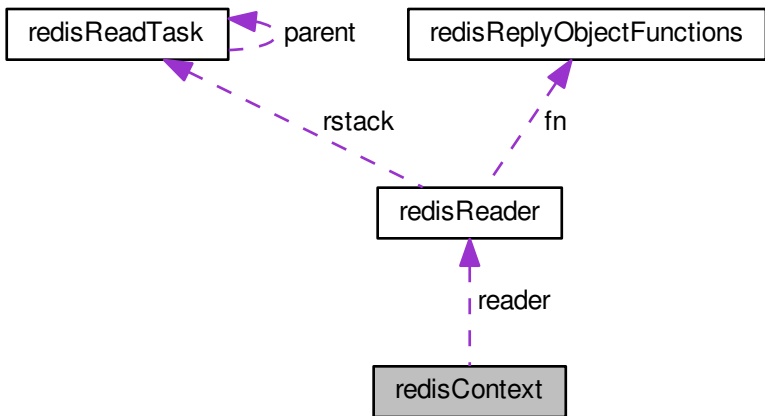 redisReadTask
parent
redisReplyObjectFunctions
rstack
fn
redisReader
reader
redisContext